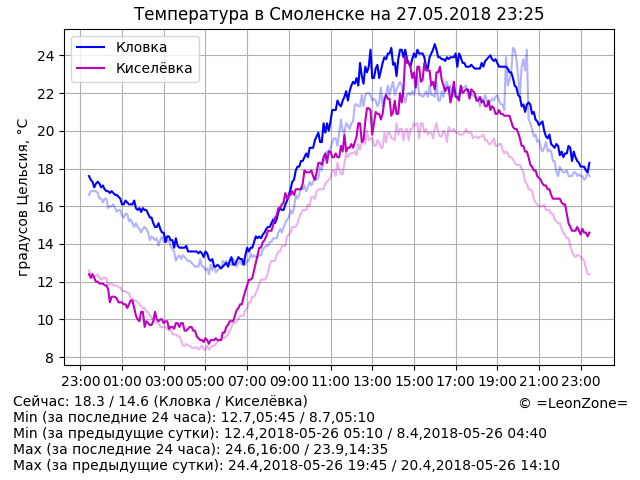 Температура в Смоленске на 27.05.2018 23:25
Кловка
Киселёвка
градусов Цельсия, °C
24
22
20
18
16
14
12
10
8
23:00 01:00 03:00 05:00 07:00 09:00 11:00 13:00 15:00 17:00 19:00 21:00 23:00
Сейчас: 18.3 / 14.6 (Кловка / Киселёвка)
© =LeonZone=
Min (за последние 24 часа): 12.7,05:45 / 8.7,05:10
Min (за предыдущие сутки): 12.4,2018-05-26 05:10 / 8.4,2018-05-26 04:40
Max (за последние 24 часа): 24.6,16:00 / 23.9,14:35
Max (за предыдущие сутки): 24.4,2018-05-26 19:45 / 20.4,2018-05-26 14:10